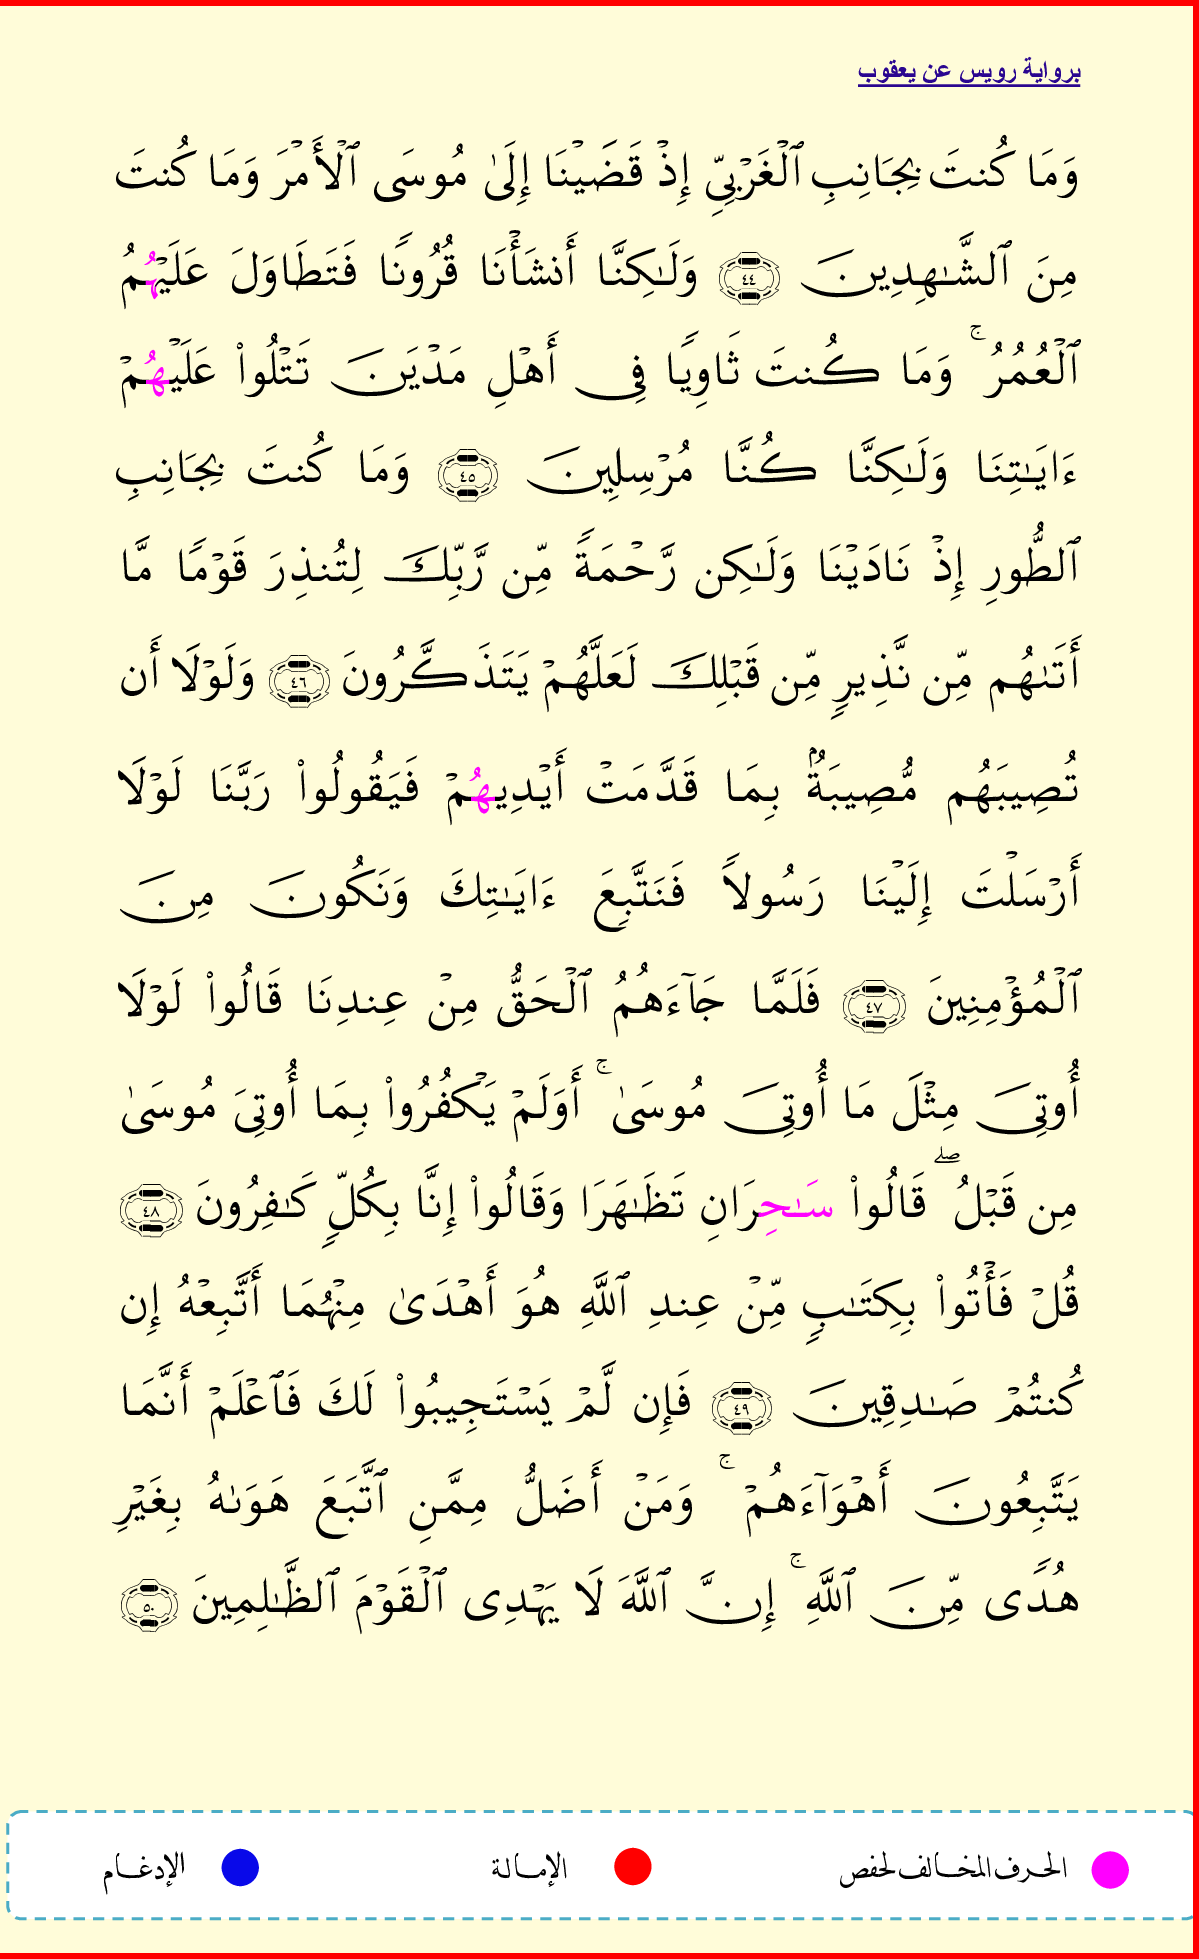 برواية رويس عن يعقوب
وَمَا كُنتَ بِجَانِبِ ٱلْغَرْبِيِّ إِذْ قَضَيْنَا إِلَىٰ مُوسَى ٱلْأَمْرَ وَمَا كُنتَ
مِنَ ٱلشَّـٰهِدِينَ ٤٤ وَلَـٰكِنَّا أَنشَأْنَا قُرُونًا فَتَطَاوَلَ عَلَيْهُمُ
ٱلْعُمُرُ ۚ وَمَا كُنتَ ثَاوِيًا فِى أَهْلِ مَدْيَنَ تَتْلُوا۟ عَلَيْهُمْ
ءَايَـٰتِنَا وَلَـٰكِنَّا كُنَّا مُرْسِلِينَ ٤٥ وَمَا كُنتَ بِجَانِبِ
ٱلطُّورِ إِذْ نَادَيْنَا وَلَـٰكِن رَّحْمَةً مِّن رَّبِّكَ لِتُنذِرَ قَوْمًا مَّا
أَتَىٰهُم مِّن نَّذِيرٍ مِّن قَبْلِكَ لَعَلَّهُمْ يَتَذَكَّرُونَ ٤٦ وَلَوْلَا أَن
تُصِيبَهُم مُّصِيبَةٌۢ بِمَا قَدَّمَتْ أَيْدِيهُمْ فَيَقُولُوا۟ رَبَّنَا لَوْلَا
أَرْسَلْتَ إِلَيْنَا رَسُولًا فَنَتَّبِعَ ءَايَـٰتِكَ وَنَكُونَ مِنَ
ٱلْمُؤْمِنِينَ ٤٧ فَلَمَّا جَآءَهُمُ ٱلْحَقُّ مِنْ عِندِنَا قَالُوا۟ لَوْلَا
أُوتِىَ مِثْلَ مَا أُوتِىَ مُوسَىٰ ۚ أَوَلَمْ يَكْفُرُوا۟ بِمَا أُوتِىَ مُوسَىٰ
مِن قَبْلُ ۖ قَالُوا۟ سَـٰحِرَانِ تَظَـٰهَرَا وَقَالُوا۟ إِنَّا بِكُلٍّ كَـٰفِرُونَ ٤٨
قُلْ فَأْتُوا۟ بِكِتَـٰبٍ مِّنْ عِندِ ٱللَّهِ هُوَ أَهْدَىٰ مِنْهُمَا أَتَّبِعْهُ إِن
كُنتُمْ صَـٰدِقِينَ ٤٩ فَإِن لَّمْ يَسْتَجِيبُوا۟ لَكَ فَٱعْلَمْ أَنَّمَا
يَتَّبِعُونَ أَهْوَآءَهُمْ ۚ وَمَنْ أَضَلُّ مِمَّنِ ٱتَّبَعَ هَوَىٰهُ بِغَيْرِ
هُدًى مِّنَ ٱللَّهِ ۚ إِنَّ ٱللَّهَ لَا يَهْدِى ٱلْقَوْمَ ٱلظَّـٰلِمِينَ ٥٠
الحرف المخالف لحفص الإمالة الإدغام